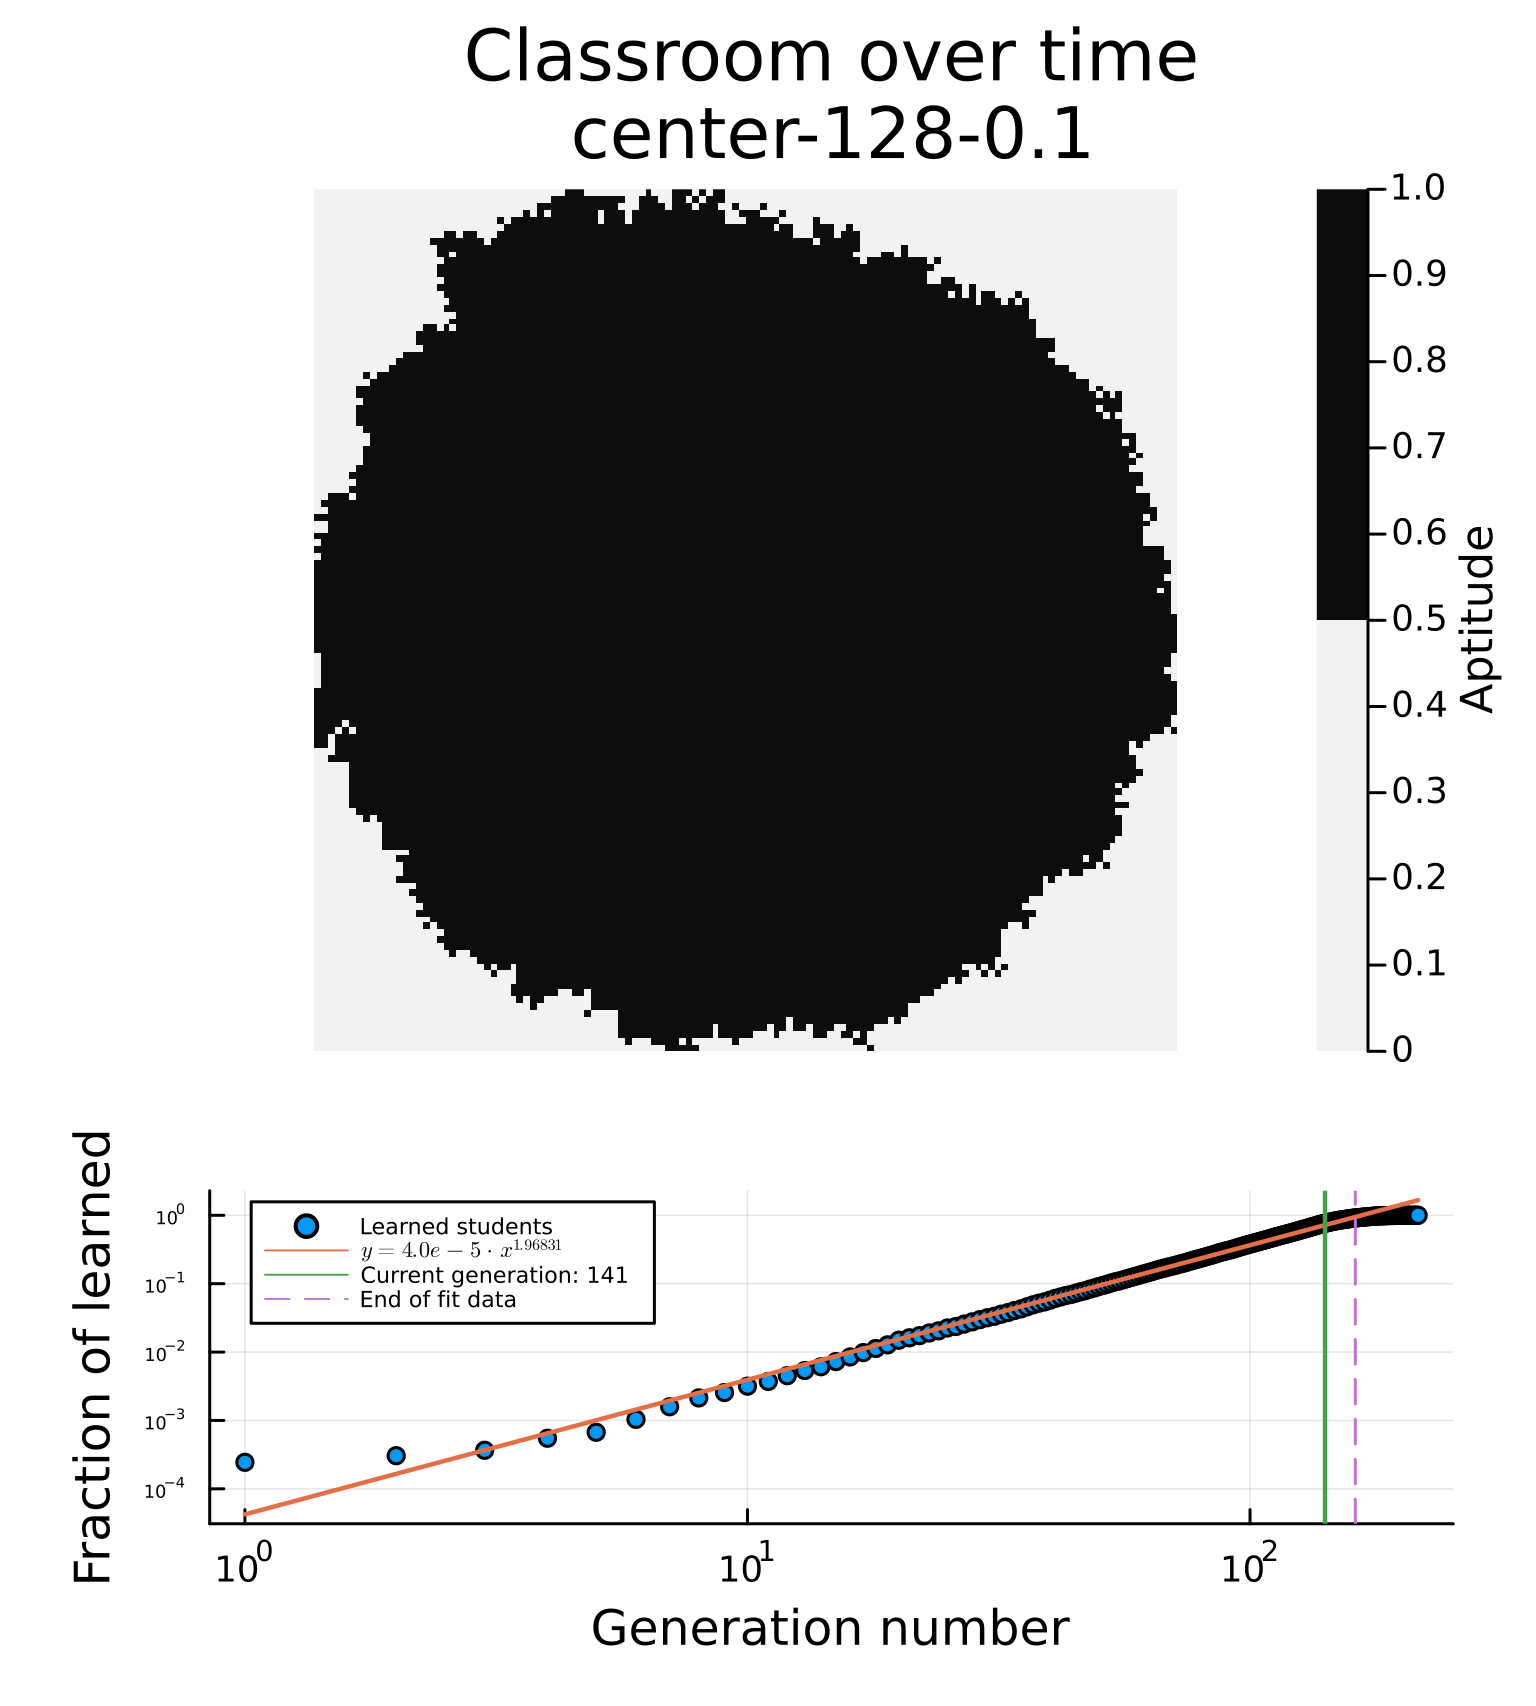 Classroom over time
center-128-0.1
1.0
0.9
0.8
0.7
0.6
0.5
0.4
0.3
0.2
0.1
0
Aptitude
Fraction of learned
10⁰
10⁻¹
10⁻²
10⁻³
10⁻⁴
Learned students
y = 4.0e − 5 · x^1.96831
Current generation: 141
End of fit data
10⁰
10¹
10²
Generation number